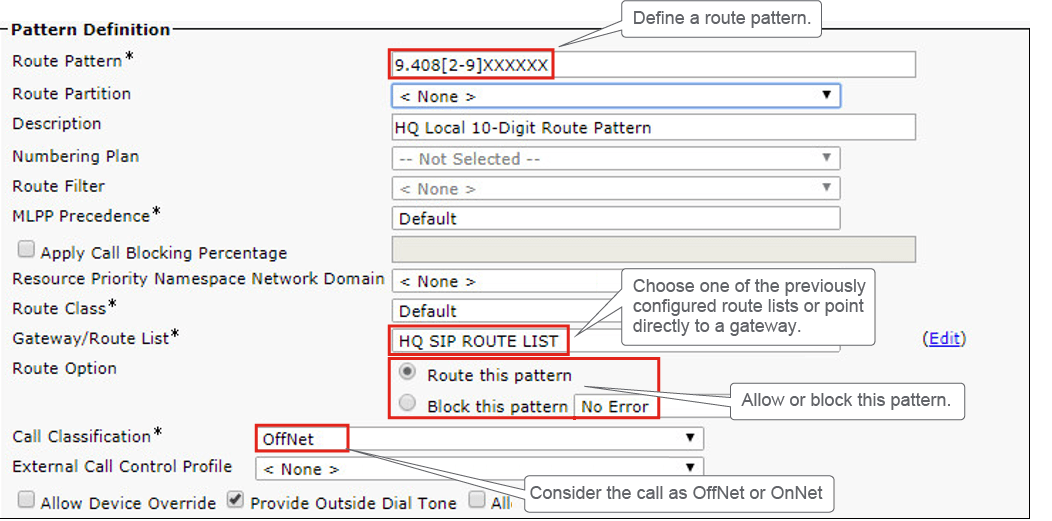 Define a route pattern.
Pattern Definition
Route Pattern* 9.408[2-9]XXXXXX
Route Partition < None >
Description HQ Local 10-Digit Route Pattern
Numbering Plan -- Not Selected --
Route Filter < None >
MLPP Precedence* Default
Apply Call Blocking Percentage
Resource Priority Namespace Network Domain < None >
Route Class* Default
Choose one of the previously
configured route lists or point
directly to a gateway.
Gateway/Route List* HQ SIP ROUTE LIST (Edit)
Route Option Route this pattern
Block this pattern No Error
Allow or block this pattern.
Call Classification* OffNet
External Call Control Profile < None >
Consider the call as OffNet or OnNet
Allow Device Override Provide Outside Dial Tone